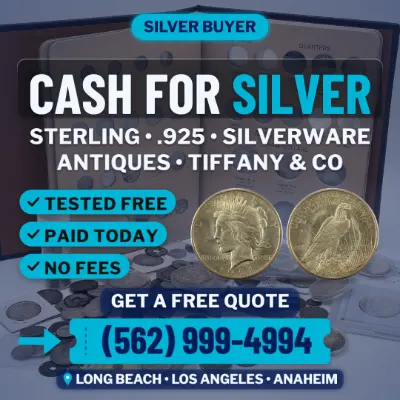 SILVER BUYER
QUARTERS
CASH FOR SILVER
STERLING • .925 • SILVERWARE
ANTIQUES • TIFFANY & CO
✓ TESTED FREE
✓ PAID TODAY
✓ NO FEES
GET A FREE QUOTE
(562) 999-4994
LONG BEACH • LOS ANGELES • ANAHEIM